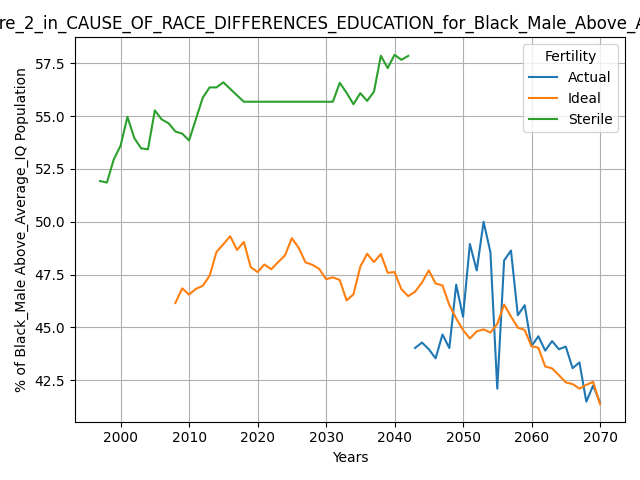 re_2_in_CAUSE_OF_RACE_DIFFERENCES_EDUCATION_for_Black_Male_Above_A
% of Black_Male Above_Average_IQ Population
57.5
55.0
52.5
50.0
47.5
45.0
42.5
Fertility
Actual
Ideal
Sterile
2000
2010
2020
2030
2040
2050
2060
2070
Years